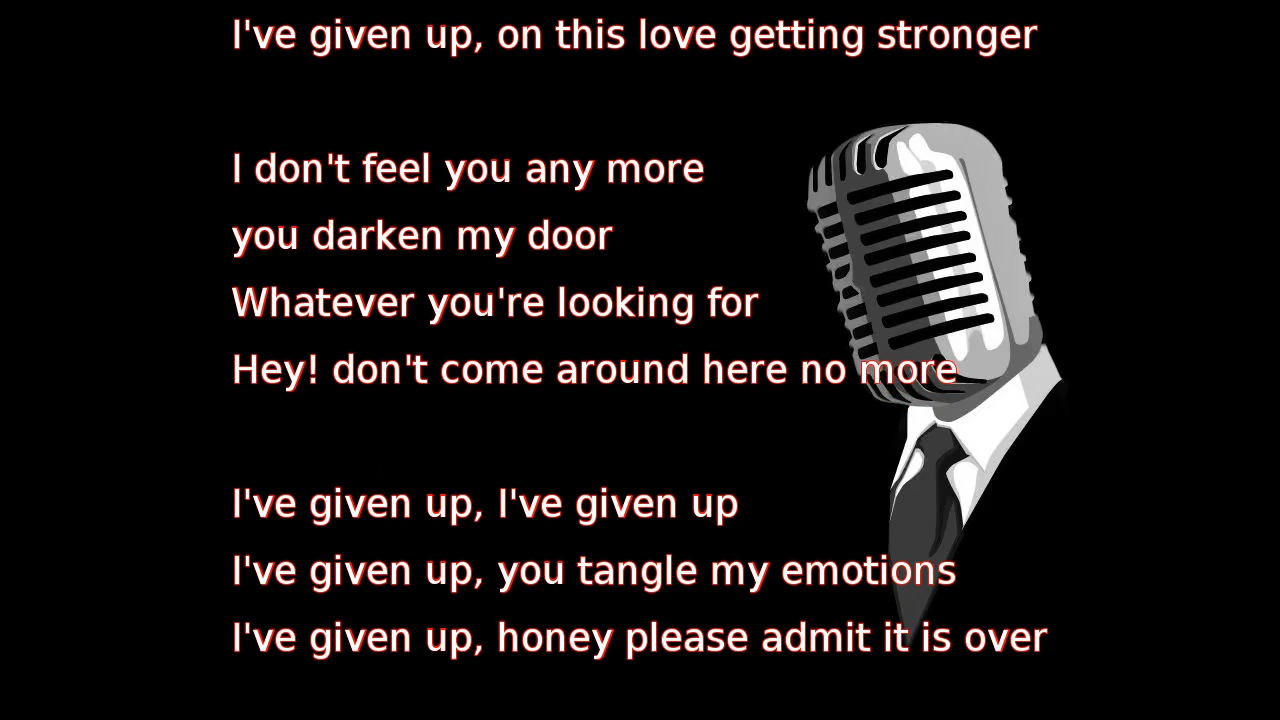 I've given up, on this love getting stronger
I don't feel you any more
you darken my door
Whatever you're looking for
Hey! don't come around here no more
I've given up, I've given up
I've given up, you tangle my emotions
I've given up, honey please admit it is over